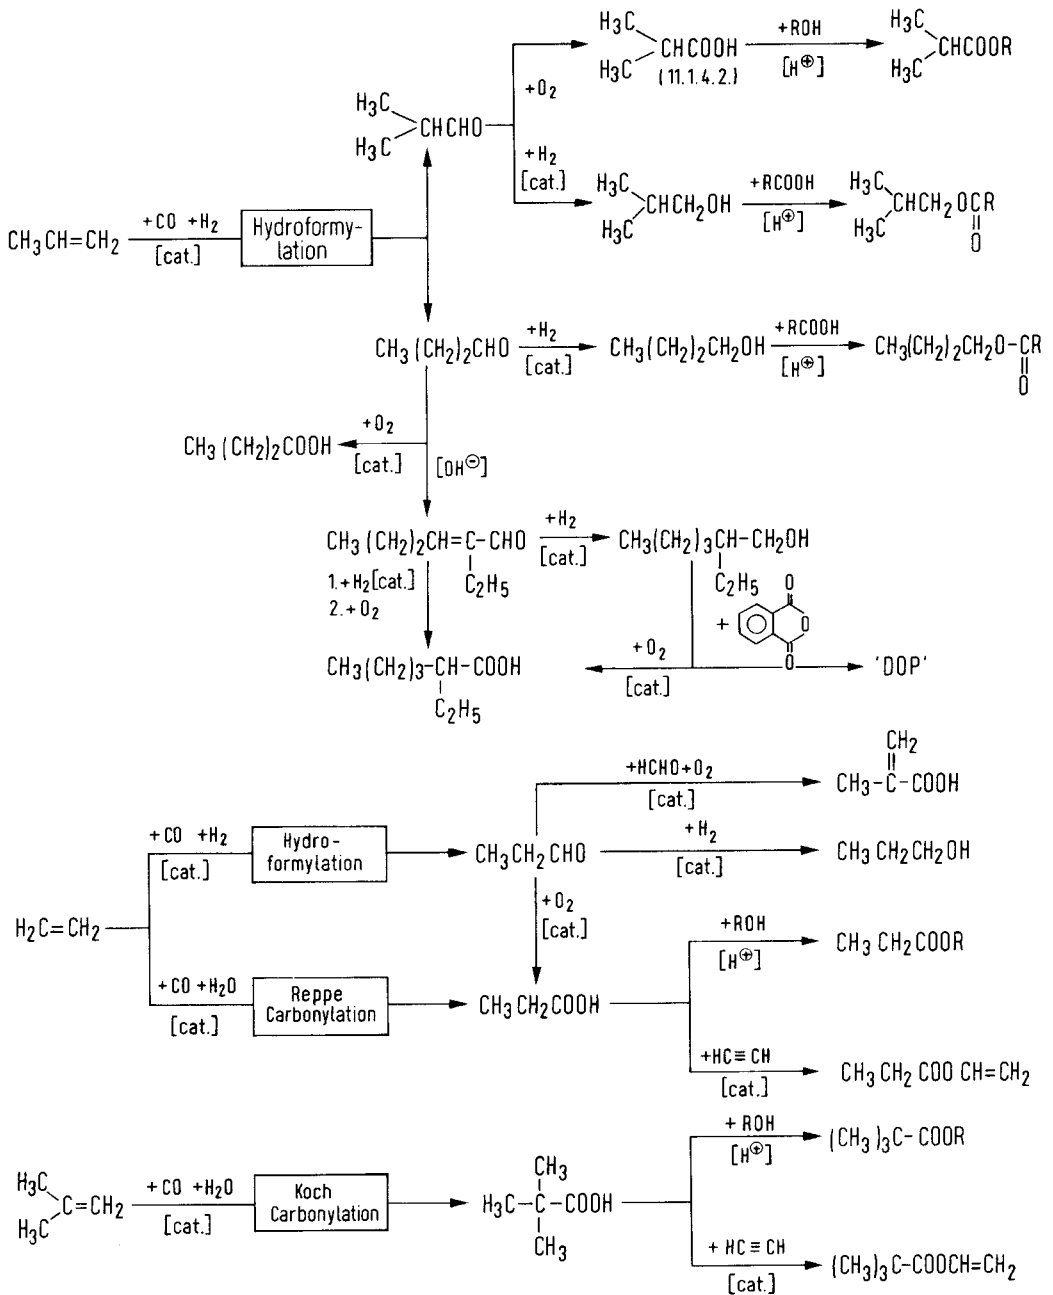 H3C
H3C
CHCOOH
(11.1.4.2.)
+ROH
[H⊕]
H3C
H3C
CHCOOR
+O2
H3C
H3C
CHCHO
+H2
[cat.]
H3C
H3C
CHCH2OH
+RCOOH
[H⊕]
H3C
H3C
CHCH2OCR
O
CH3CH=CH2
+CO +H2
[cat.]
Hydroformy-
lation
CH3(CH2)2CHO
+H2
[cat.]
CH3(CH2)2CH2OH
+RCOOH
[H⊕]
CH3(CH2)2CH2O-CR
O
CH3(CH2)2COOH
+O2
[cat.]
[OH⊖]
CH3(CH2)2CH=C-CHO
C2H5
+H2
[cat.]
CH3(CH2)3CH-CH2OH
C2H5
1.+H2[cat.]
2.+O2
+
O
O
O
CH3(CH2)3-CH-COOH
C2H5
+O2
[cat.]
'DOP'
+HCHO+O2
[cat.]
CH2
CH3-C-COOH
+CO +H2
[cat.]
Hydro-
formylation
CH3CH2CHO
+H2
[cat.]
CH3CH2CH2OH
H2C=CH2
+O2
[cat.]
+CO+H2O
[cat.]
Reppe
Carbonylation
CH3CH2COOH
+ROH
[H⊕]
CH3CH2COOR
+HC≡CH
[cat.]
CH3CH2COOCH=CH2
H3C
H3C
C=CH2
+CO +H2O
[cat.]
Koch
Carbonylation
CH3
H3C-C-COOH
CH3
+ROH
[H⊕]
(CH3)3C-COOR
+HC≡CH
[cat.]
(CH3)3C-COOCH=CH2